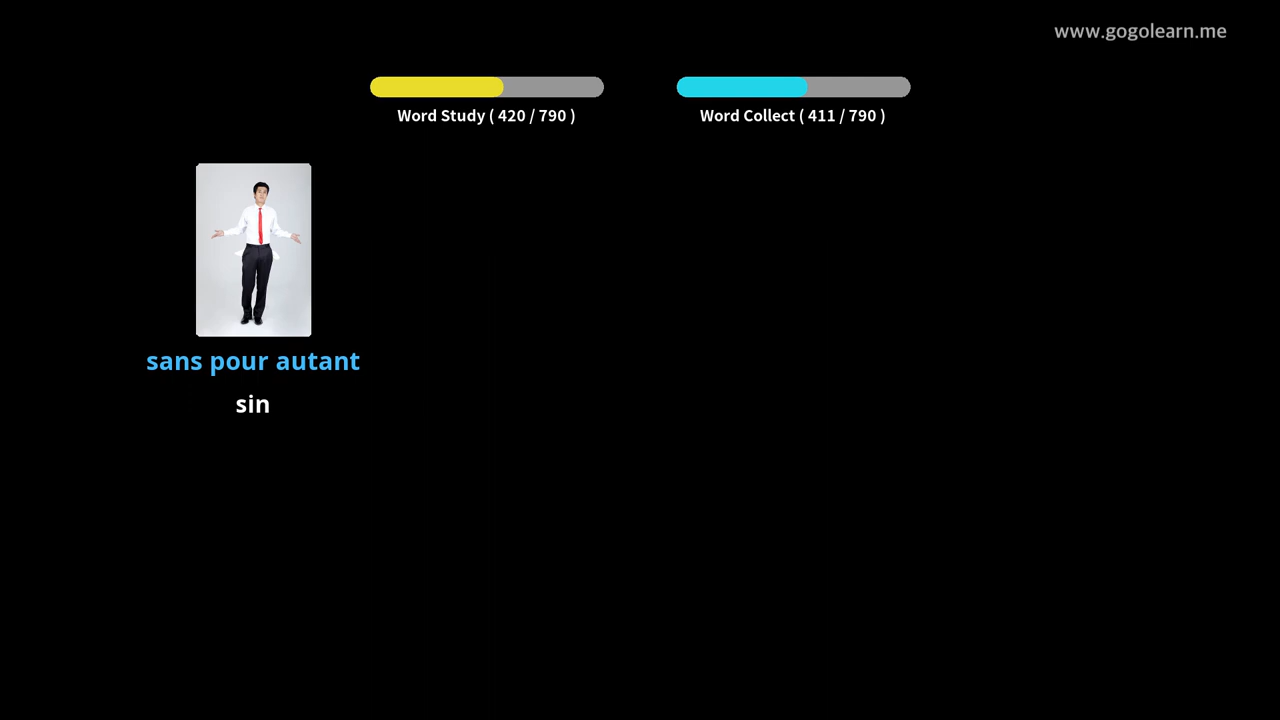 www.gogolearn.me
Word Study ( 420 / 790 )
Word Collect ( 411 / 790 )
sans pour autant
sin